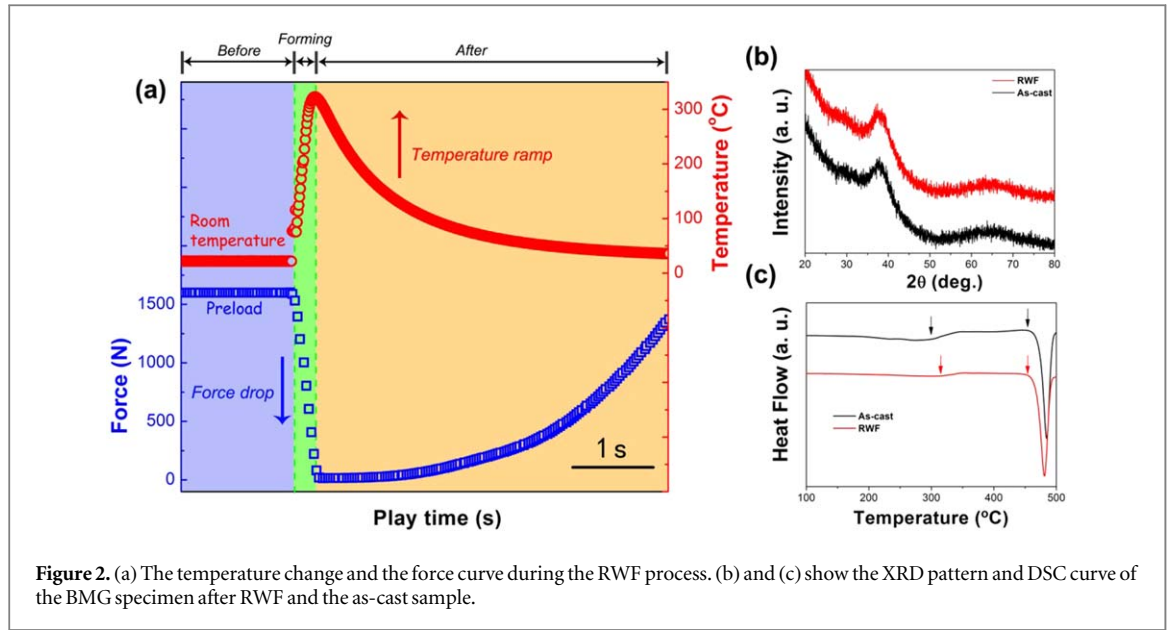 Before
Forming
After
(a)
Room
temperature
Temperature ramp
Preload
Force drop
1 s
1500
1000
500
0
Force (N)
300
200
100
0
Temperature (°C)
Play time (s)
(b)
RWF
As-cast
Intensity (a. u.)
20 30 40 50 60 70 80
2θ (deg.)
(c)
Heat Flow (a. u.)
As-cast
RWF
100 200 300 400 500
Temperature (°C)
Figure 2. (a) The temperature change and the force curve during the RWF process. (b) and (c) show the XRD pattern and DSC curve of
the BMG specimen after RWF and the as-cast sample.